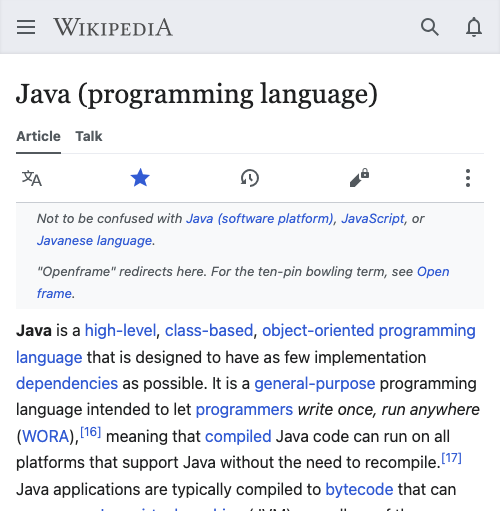 WIKIPEDIA
Java (programming language)
Article Talk
Not to be confused with Java (software platform), JavaScript, or
Javanese language.
"Openframe" redirects here. For the ten-pin bowling term, see Open
frame.
Java is a high-level, class-based, object-oriented programming
language that is designed to have as few implementation
dependencies as possible. It is a general-purpose programming
language intended to let programmers write once, run anywhere
(WORA),[16] meaning that compiled Java code can run on all
platforms that support Java without the need to recompile.[17]
Java applications are typically compiled to bytecode that can